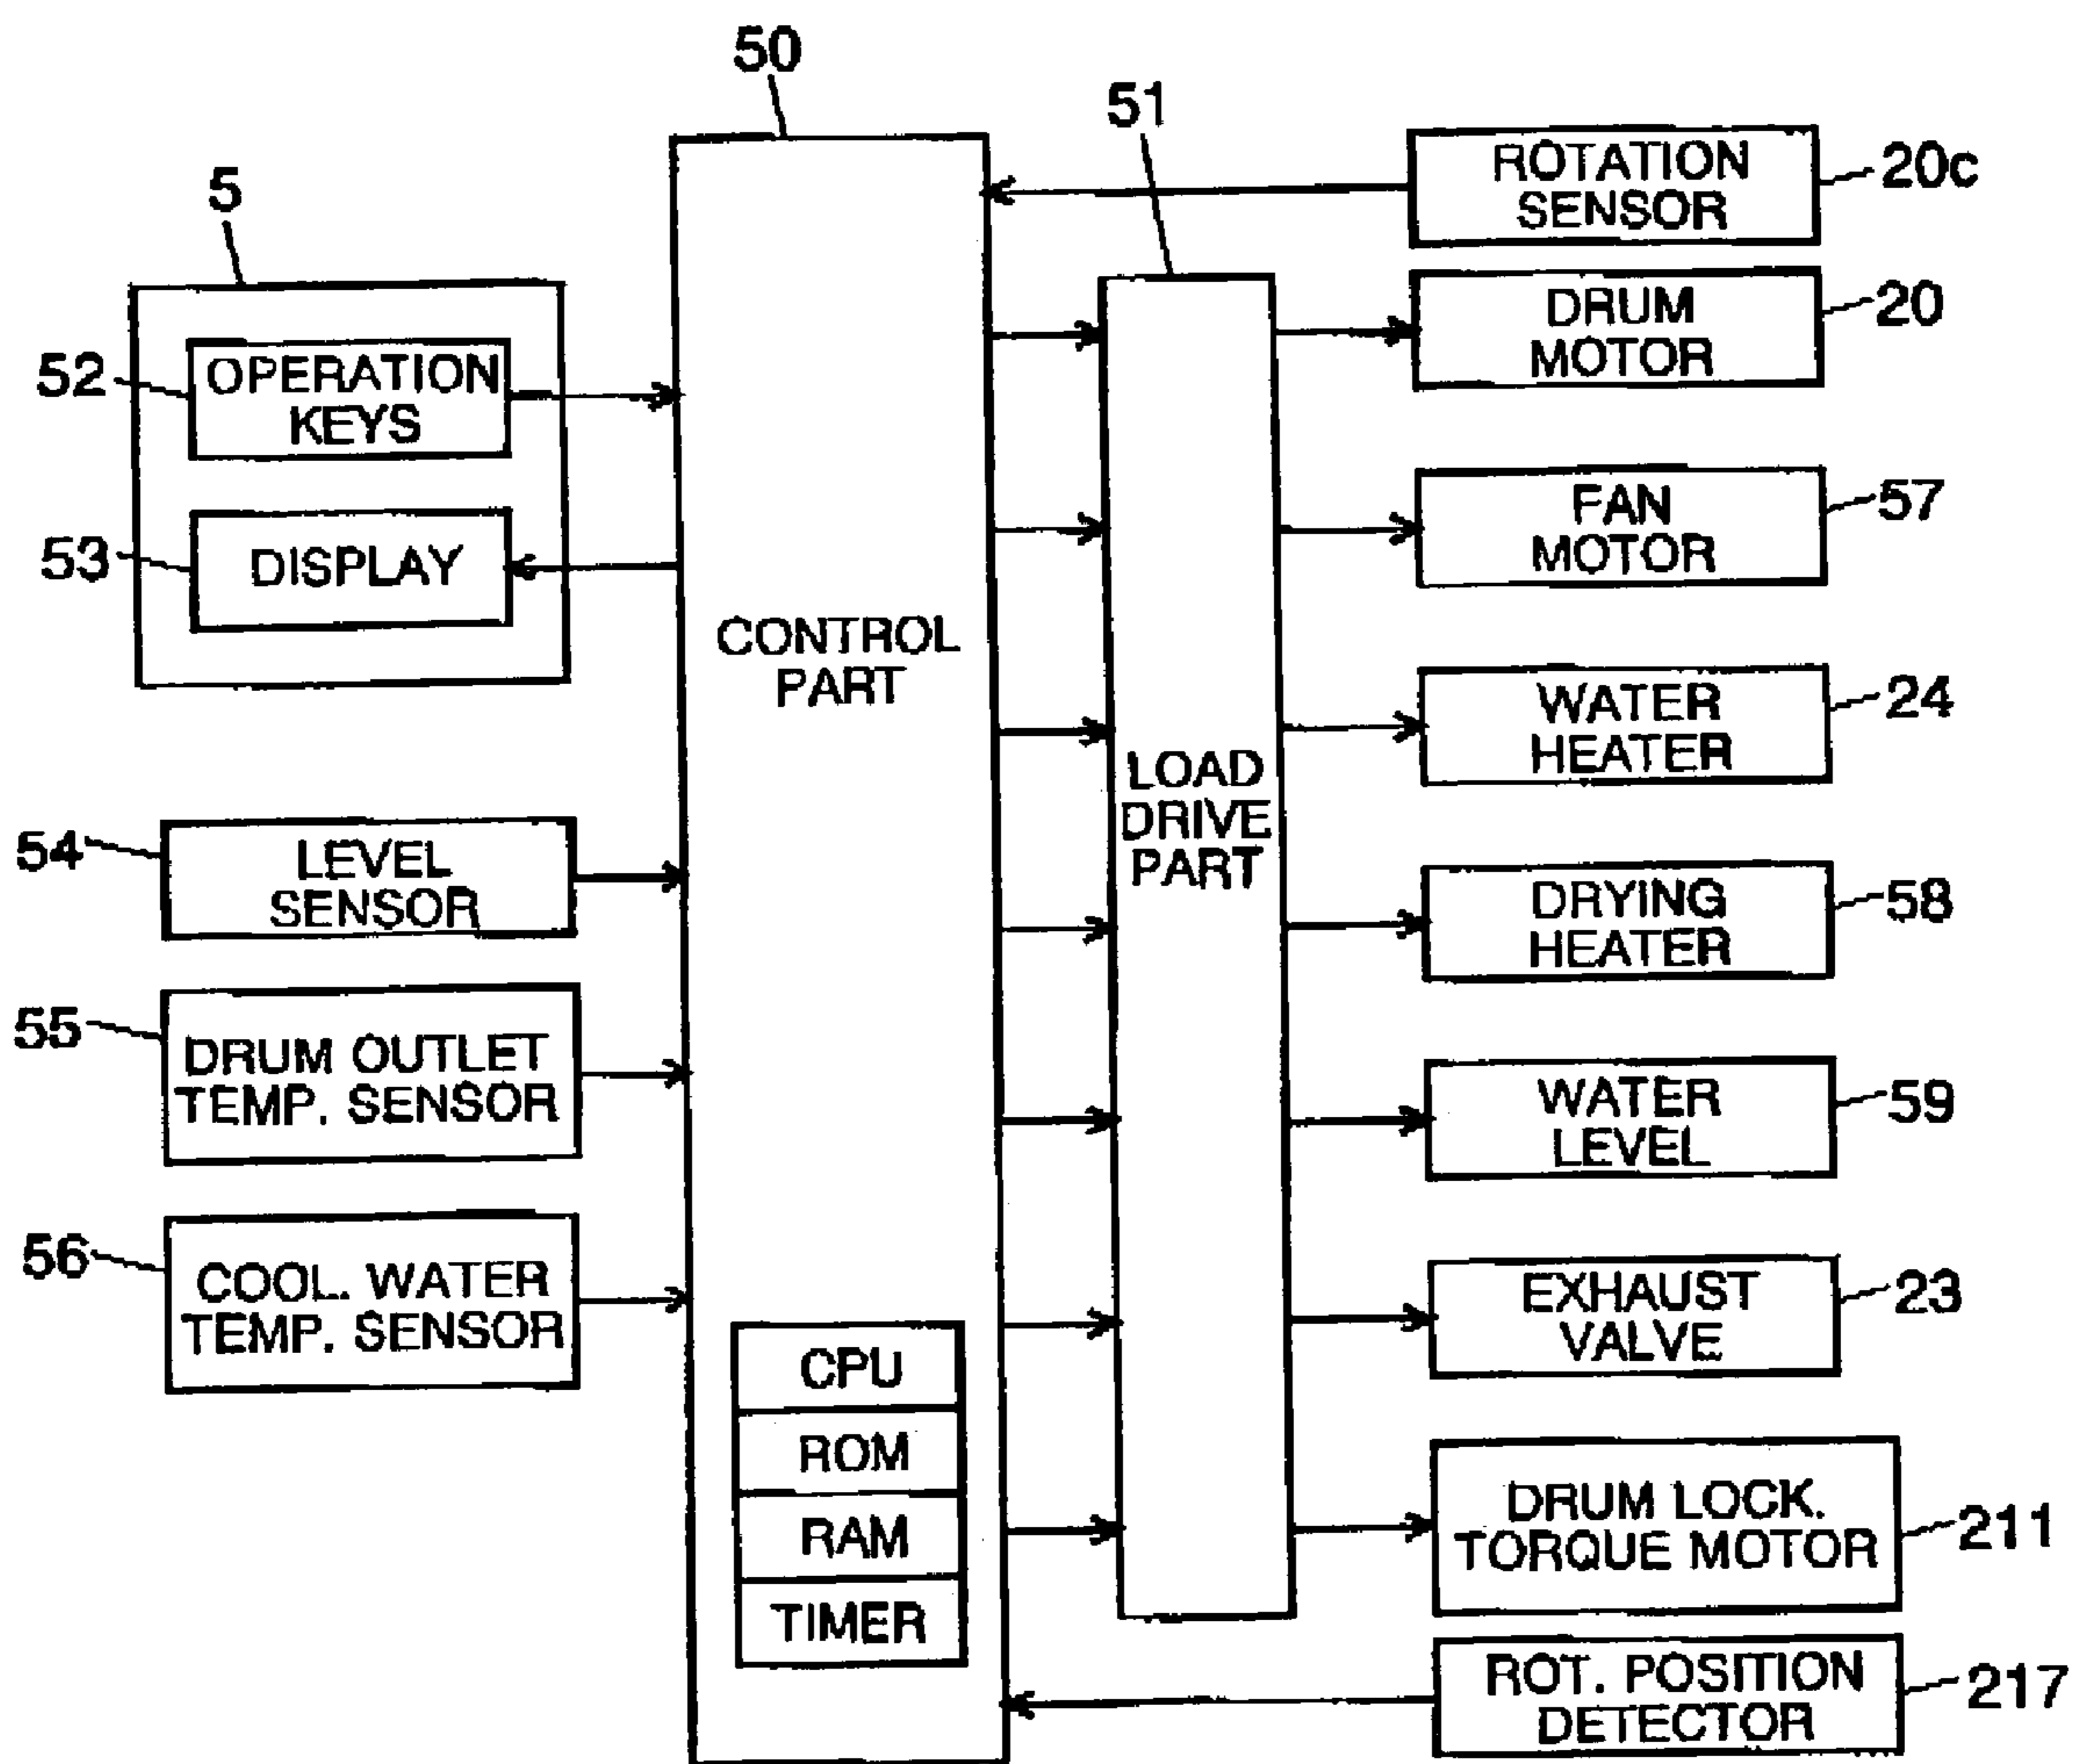 50
51
ROTATION
SENSOR
20c
5
DRUM
MOTOR
20
52
OPERATION
KEYS
53
DISPLAY
FAN
MOTOR
57
CONTROL
PART
WATER
HEATER
24
LOAD
DRIVE
PART
54
LEVEL
SENSOR
DRYING
HEATER
58
55
DRUM OUTLET
TEMP. SENSOR
WATER
LEVEL
59
56
COOL. WATER
TEMP. SENSOR
EXHAUST
VALVE
23
CPU
ROM
RAM
TIMER
DRUM LOCK.
TORQUE MOTOR
211
ROT. POSITION
DETECTOR
217